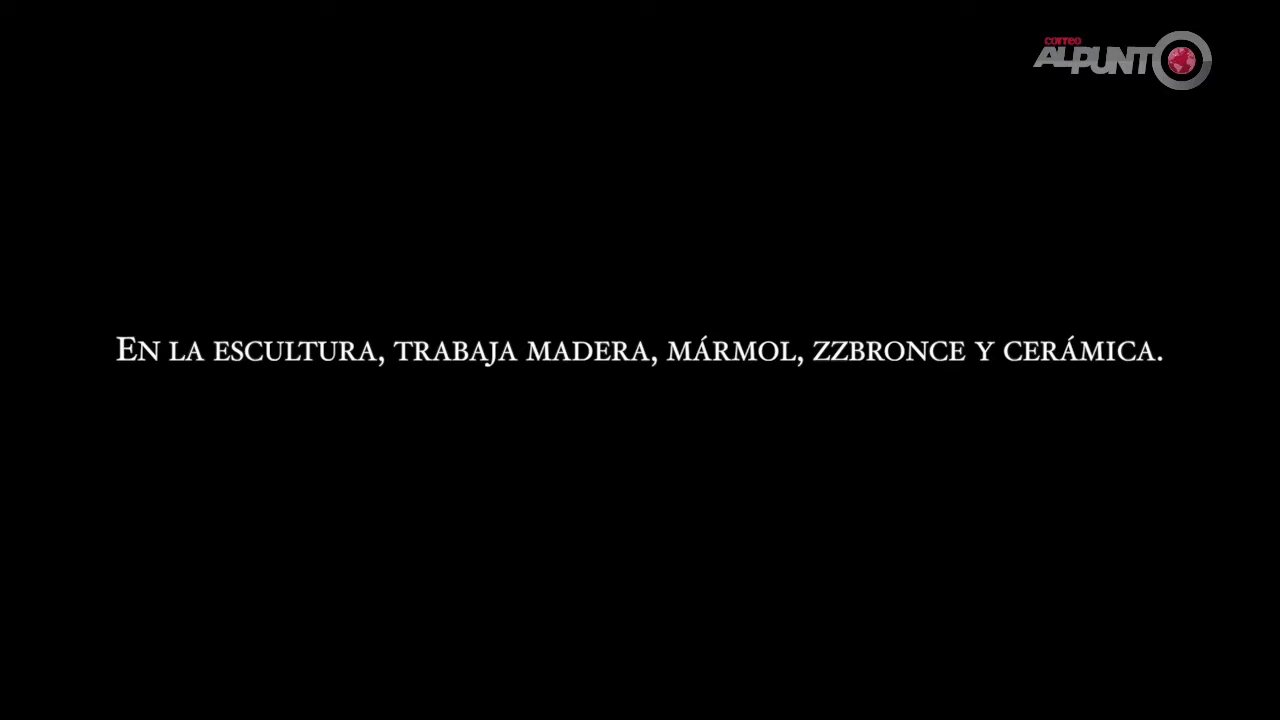 correo
ALPUNTO
EN LA ESCULTURA, TRABAJA MADERA, MÁRMOL, ZZBRONCE Y CERÁMICA.